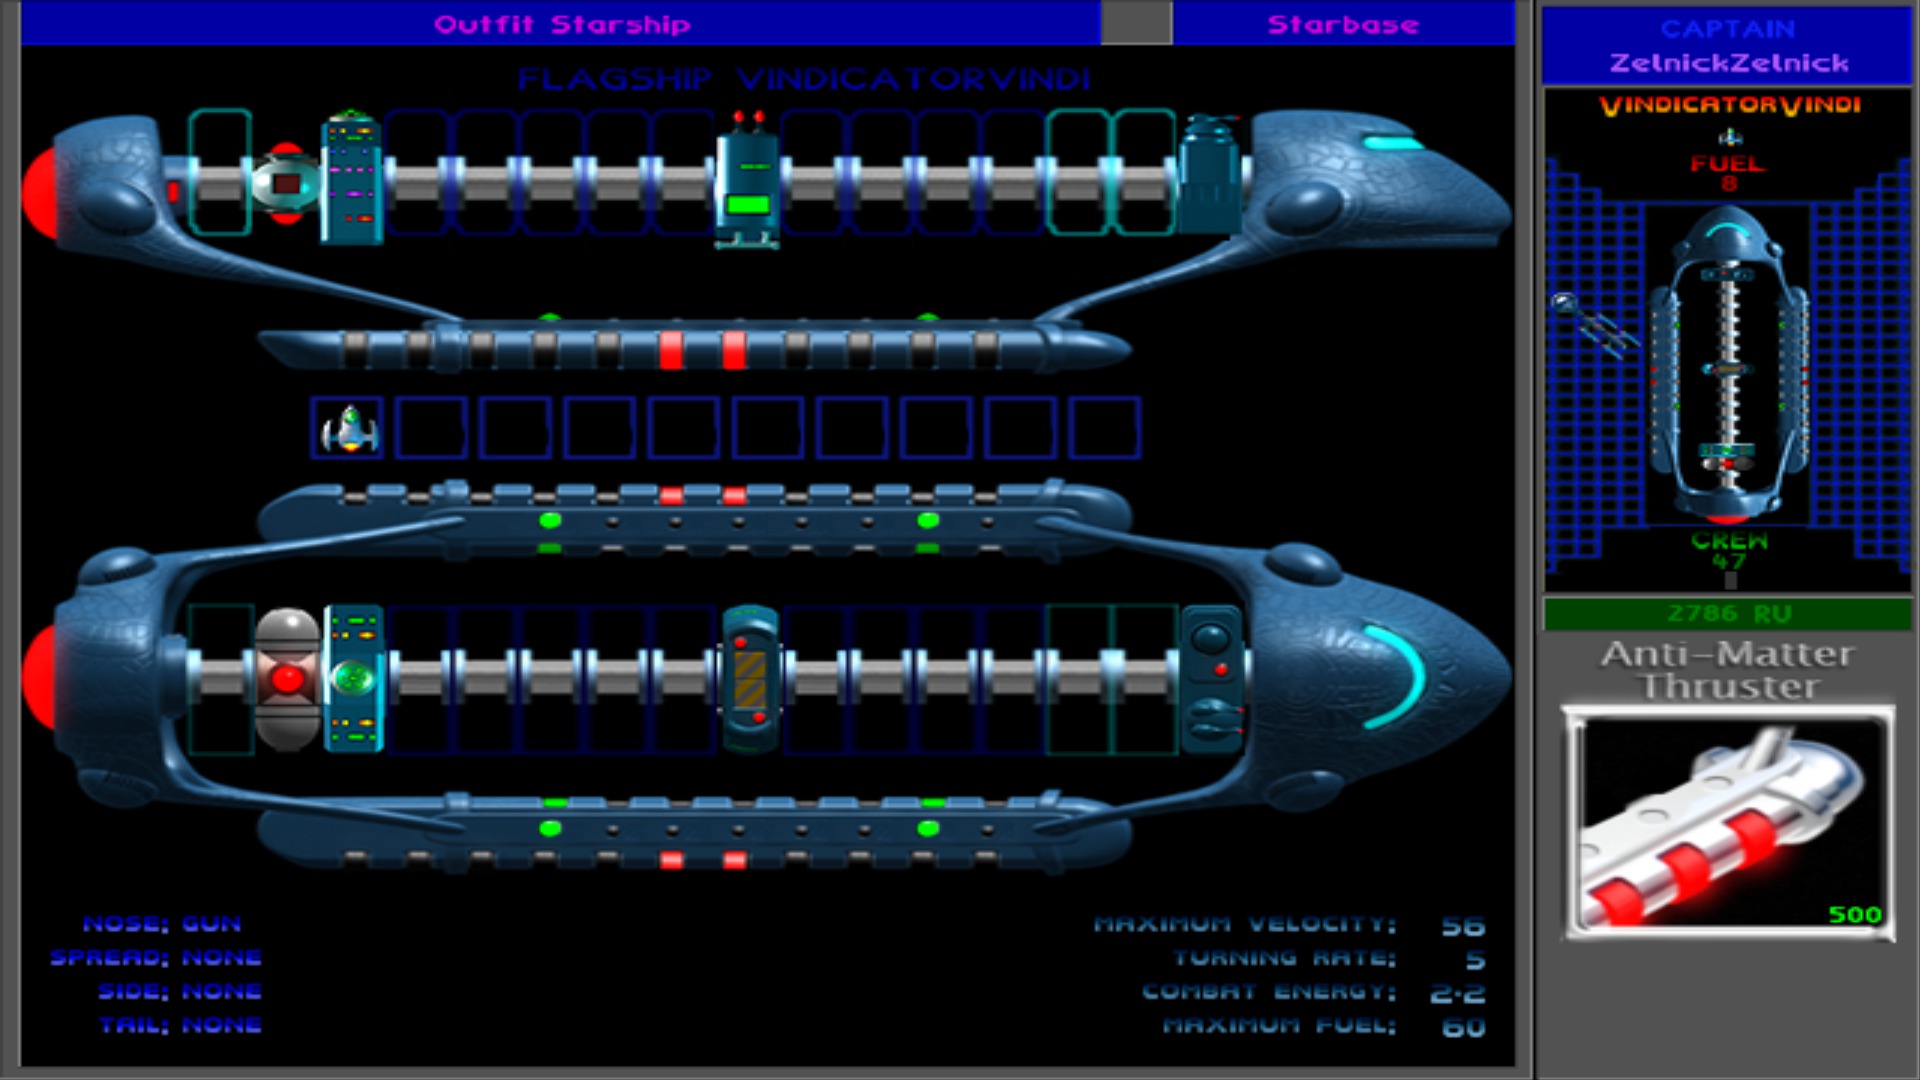 Outfit Starship
Starbase
FLAGSHIP VINDICATORVINDI
NOSE: GUN
SPREAD: NONE
SIDE: NONE
TAIL: NONE
MAXIMUM VELOCITY: 56
TURNING RATE: 5
COMBAT ENERGY: 2.2
MAXIMUM FUEL: 60
CAPTAIN
ZelnickZelnick
VINDICATORVINDI
FUEL
8
CREW
47
2786 RU
Anti-Matter
Thruster
500